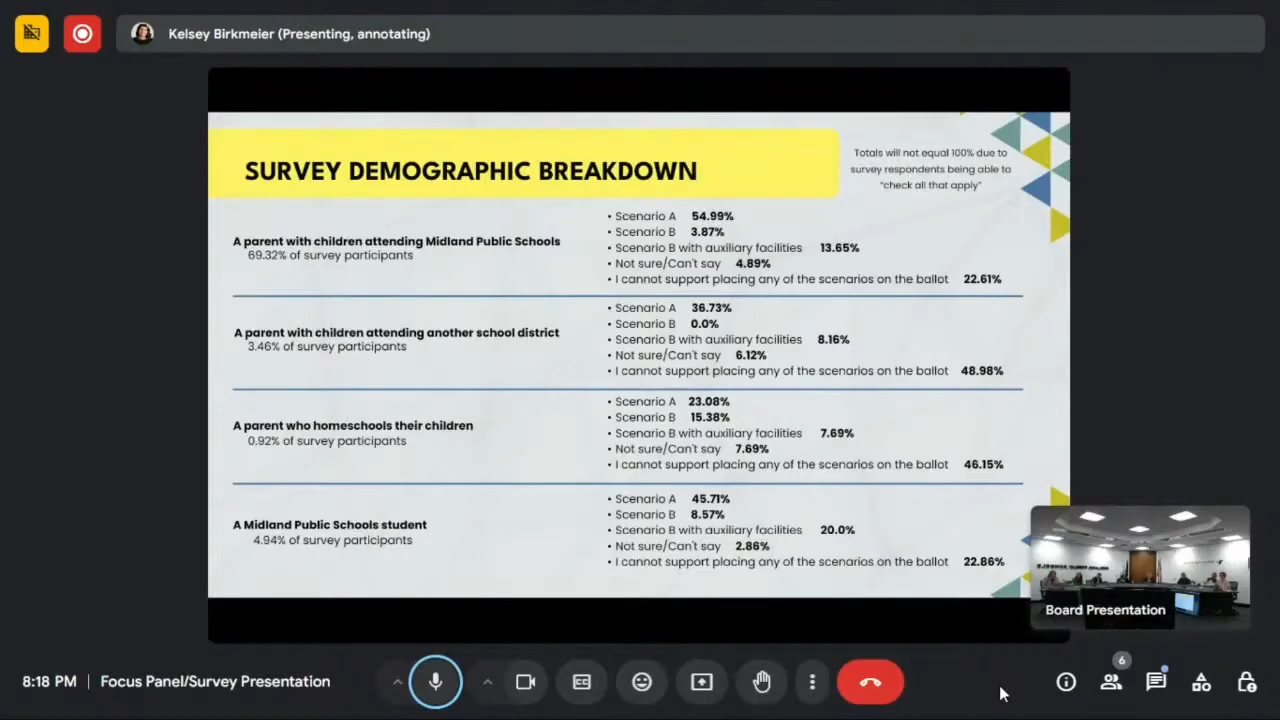 Kelsey Birkmeier (Presenting, annotating)
SURVEY DEMOGRAPHIC BREAKDOWN
Totals will not equal 100% due to
survey respondents being able to
"check all that apply"
A parent with children attending Midland Public Schools
69.32% of survey participants
• Scenario A 54.99%
• Scenario B 3.87%
• Scenario B with auxiliary facilities 13.65%
• Not sure/Can't say 4.89%
• I cannot support placing any of the scenarios on the ballot 22.61%
A parent with children attending another school district
3.46% of survey participants
• Scenario A 36.73%
• Scenario B 0.0%
• Scenario B with auxiliary facilities 8.16%
• Not sure/Can't say 6.12%
• I cannot support placing any of the scenarios on the ballot 48.98%
A parent who homeschools their children
0.92% of survey participants
• Scenario A 23.08%
• Scenario B 15.38%
• Scenario B with auxiliary facilities 7.69%
• Not sure/Can't say 7.69%
• I cannot support placing any of the scenarios on the ballot 46.15%
A Midland Public Schools student
4.94% of survey participants
• Scenario A 45.71%
• Scenario B 8.57%
• Scenario B with auxiliary facilities 20.0%
• Not sure/Can't say 2.86%
• I cannot support placing any of the scenarios on the ballot 22.86%
Board Presentation
8:18 PM | Focus Panel/Survey Presentation
CC
6